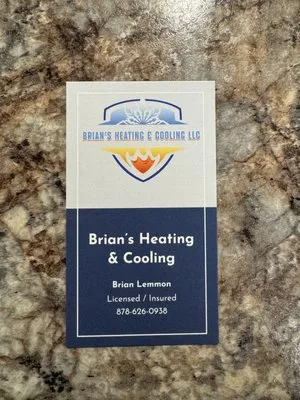 BRIAN'S HEATING & COOLING LLC
Brian's Heating
& Cooling
Brian Lemmon
Licensed / Insured
878-626-0938